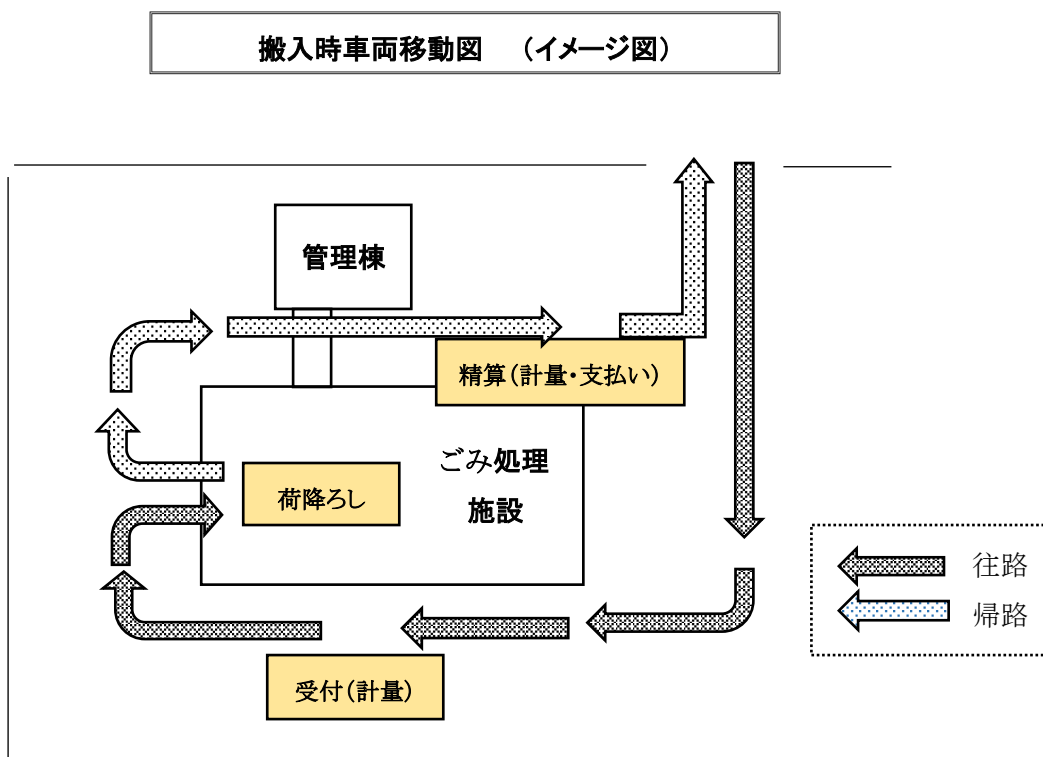 搬入時車両移動図　（イメージ図）
管理棟
精算（計量・支払い）
ごみ処理
施設
荷降ろし
往路
帰路
受付（計量）